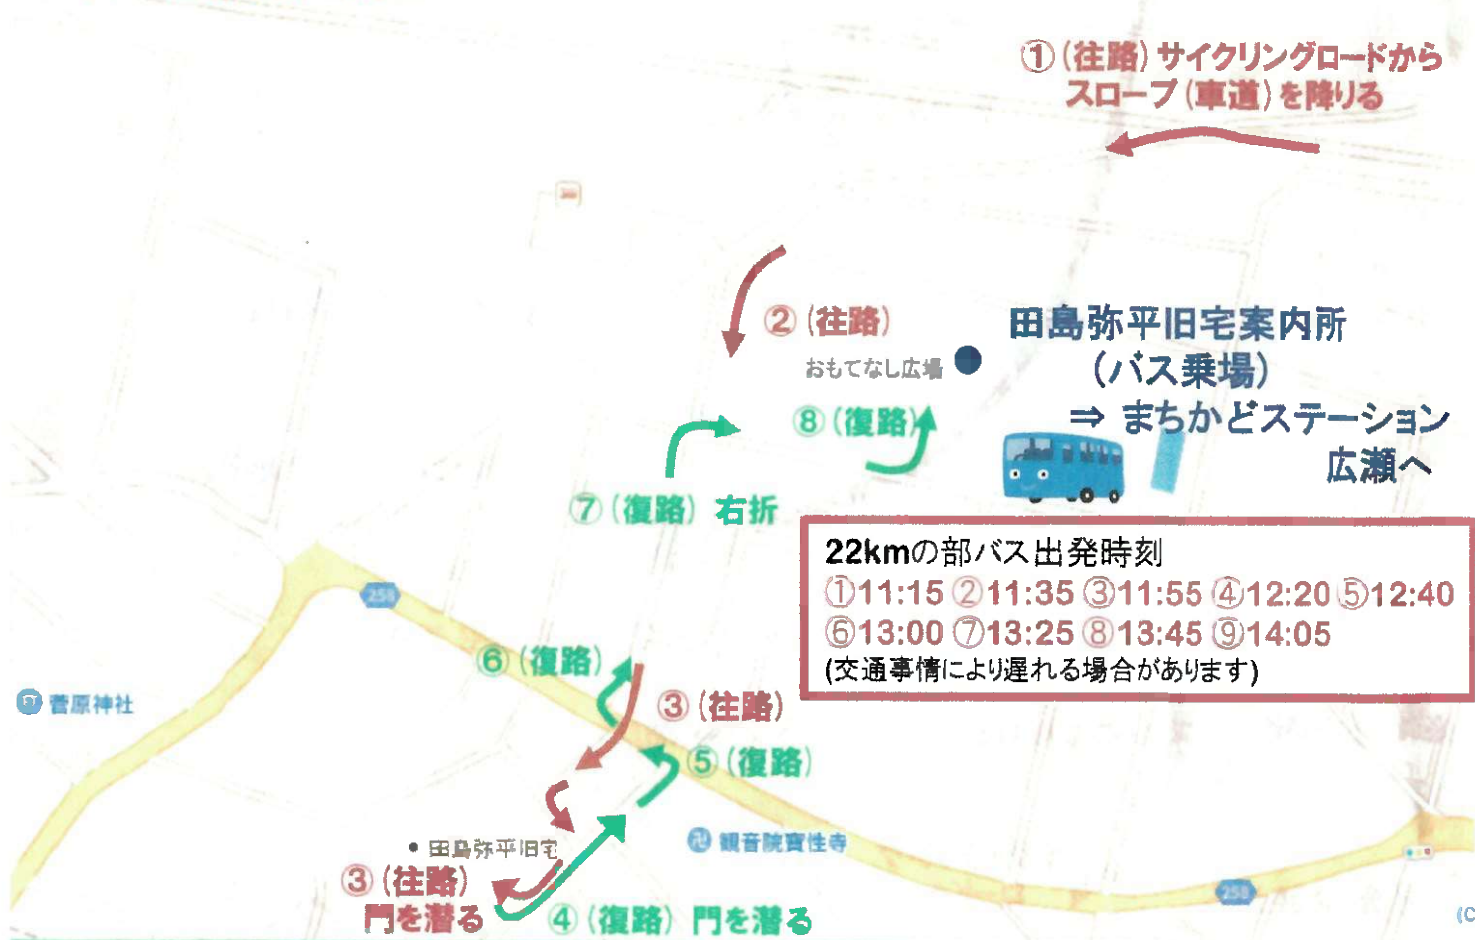 ①(往路)サイクリングロードから
スロープ(車道)を降りる
②(往路)
おもてなし広場
田島弥平旧宅案内所
(バス乗場)
⇒ まちかどステーション
広瀬へ
⑧(復路)
⑦(復路) 右折
22kmの部バス出発時刻
①11:15 ②11:35 ③11:55 ④12:20 ⑤12:40
⑥13:00 ⑦13:25 ⑧13:45 ⑨14:05
(交通事情により遅れる場合があります)
258
⑥(復路)
菅原神社
③(往路)
⑤(復路)
田島弥平旧宅
観音院寶性寺
③(往路)
門を潜る
④(復路) 門を潜る
258
(C